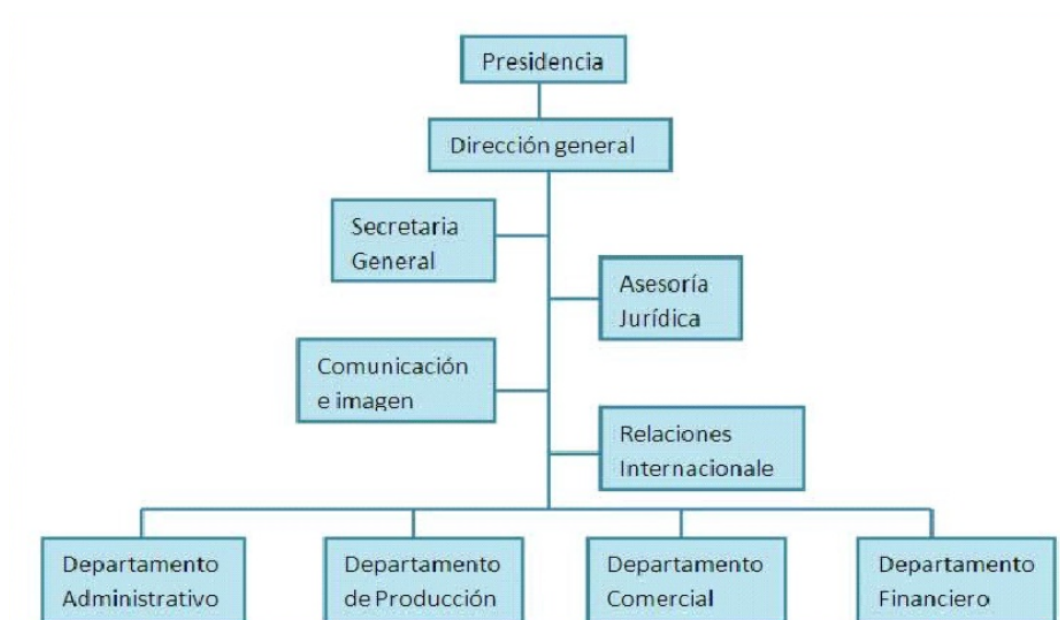 Presidencia
Dirección general
Secretaria
General
Asesoría
Jurídica
Comunicación
e imagen
Relaciones
Internacionale
Departamento
Administrativo
Departamento
de Producción
Departamento
Comercial
Departamento
Financiero